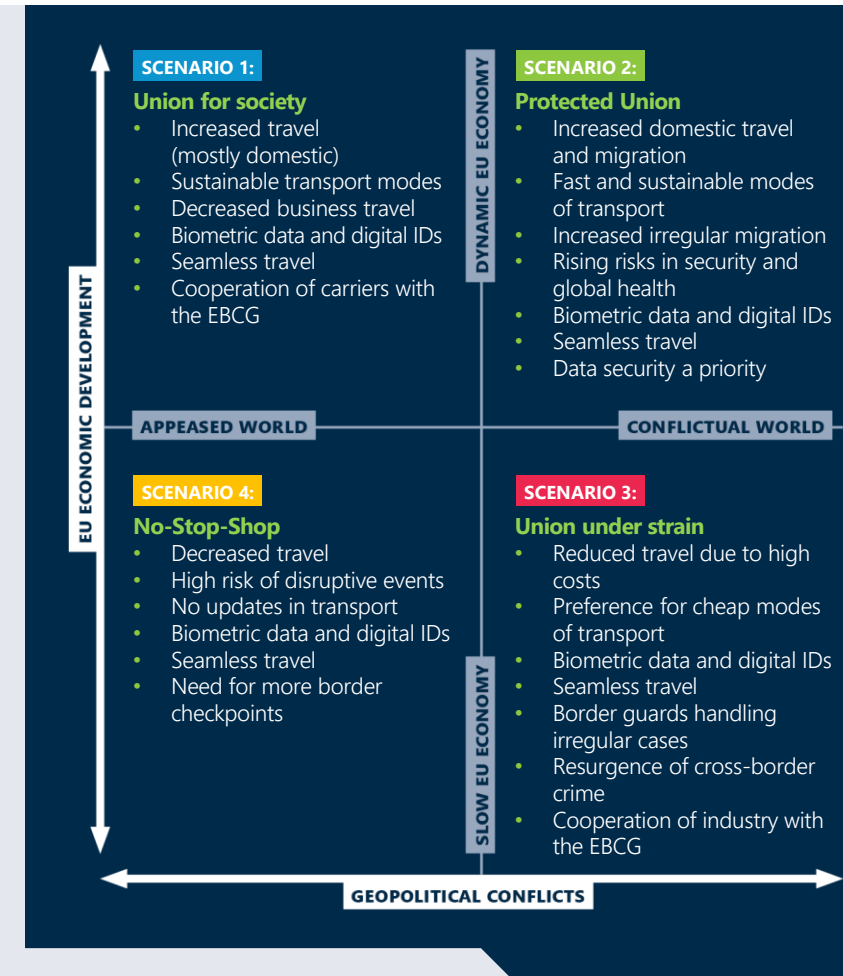 SCENARIO 1:
Union for society
• Increased travel
(mostly domestic)
• Sustainable transport modes
• Decreased business travel
• Biometric data and digital IDs
• Seamless travel
• Cooperation of carriers with
the EBCG
DYNAMIC EU ECONOMY
SCENARIO 2:
Protected Union
• Increased domestic travel
and migration
• Fast and sustainable modes
of transport
• Increased irregular migration
• Rising risks in security and
global health
• Biometric data and digital IDs
• Seamless travel
• Data security a priority
EU ECONOMIC DEVELOPMENT
APPEASED WORLD
CONFLICTUAL WORLD
SCENARIO 4:
No-Stop-Shop
• Decreased travel
• High risk of disruptive events
• No updates in transport
• Biometric data and digital IDs
• Seamless travel
• Need for more border
checkpoints
SLOW EU ECONOMY
SCENARIO 3:
Union under strain
• Reduced travel due to high
costs
• Preference for cheap modes
of transport
• Biometric data and digital IDs
• Seamless travel
• Border guards handling
irregular cases
• Resurgence of cross-border
crime
• Cooperation of industry with
the EBCG
GEOPOLITICAL CONFLICTS